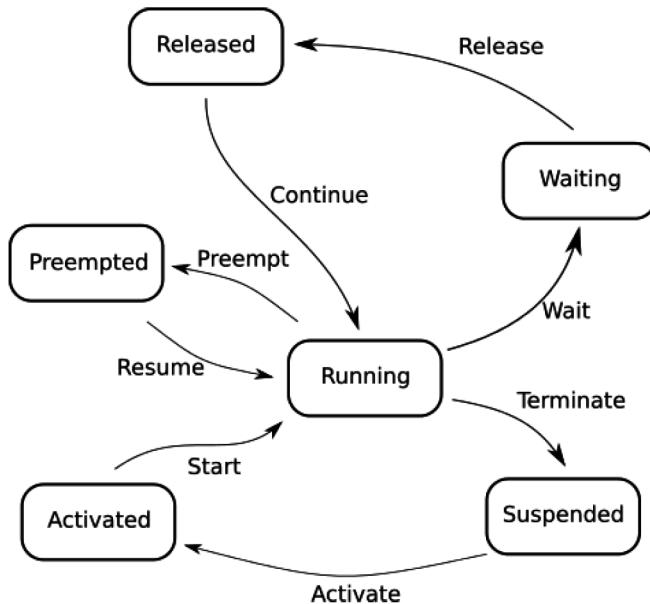 Released
Release
Waiting
Continue
Preempted
Preempt
Wait
Resume
Running
Terminate
Start
Activated
Suspended
Activate